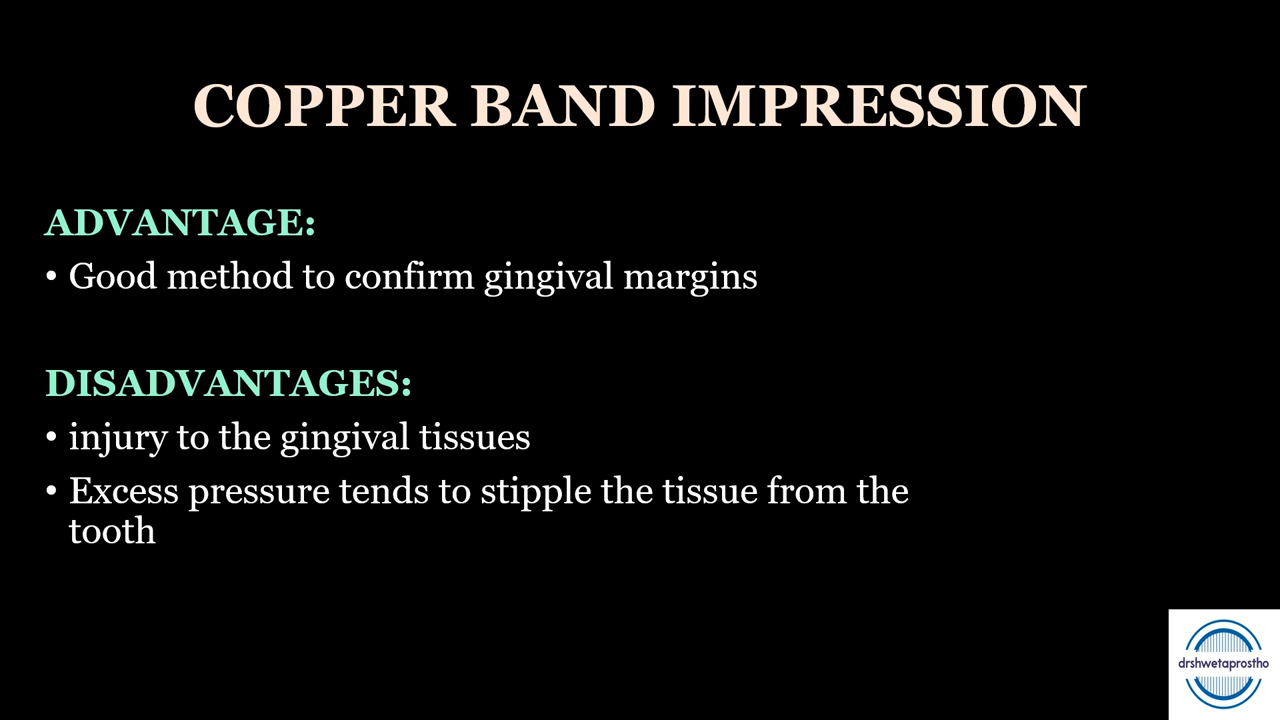 COPPER BAND IMPRESSION
ADVANTAGE:
• Good method to confirm gingival margins
DISADVANTAGES:
• injury to the gingival tissues
• Excess pressure tends to stipple the tissue from the
tooth
drshwetaprostho